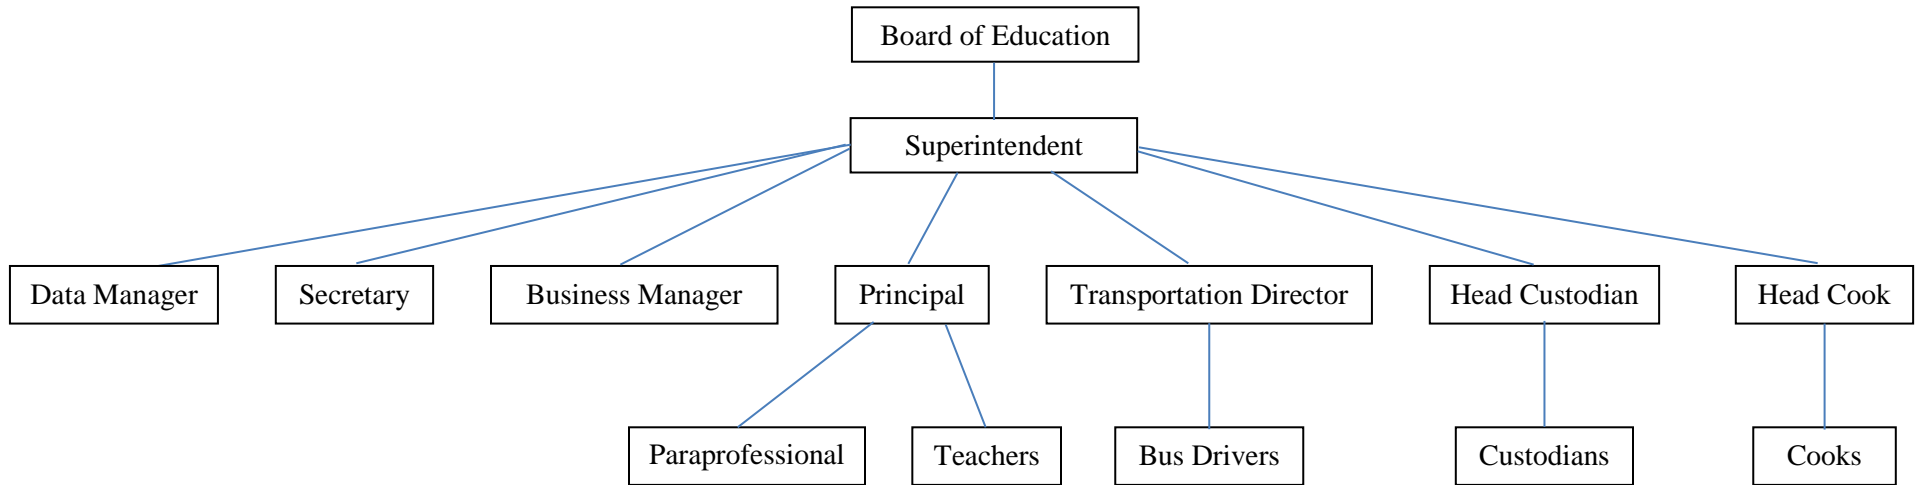 Board of Education
Superintendent
Data Manager
Secretary
Business Manager
Principal
Transportation Director
Head Custodian
Head Cook
Paraprofessional
Teachers
Bus Drivers
Custodians
Cooks